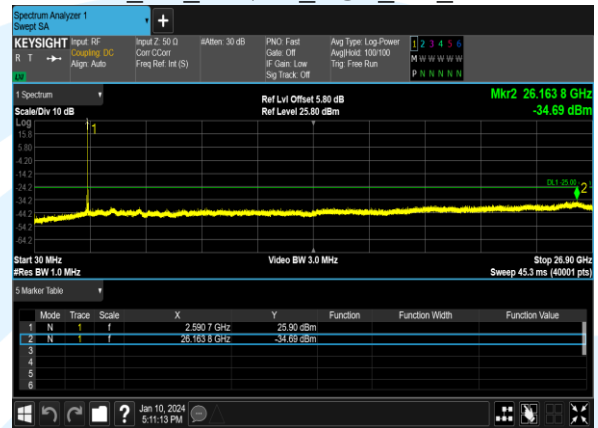 Spectrum Analyzer 1
Swept SA
KEYSIGHT Input: RF Input Z: 50 Ω #Atten: 30 dB PNO: Fast Avg Type: Log-Power 1 2 3 4 5 6
R T Coupling: DC Corr CCorr Gate: Off Avg|Hold: 100/100 M W W W W W
Align: Auto Freq Ref: Int (S) IF Gain: Low Trig: Free Run
Sig Track: Off P N N N N N
1 Spectrum Ref Lvl Offset 5.80 dB Mkr2 26.163 8 GHz
Scale/Div 10 dB Ref Level 25.80 dBm -34.69 dBm
Log
1
15.8
5.80
-4.20
-14.2
-24.2 DL1 -25.00 2
-34.2
-44.2
-54.2
-64.2
Start 30 MHz Video BW 3.0 MHz Stop 26.90 GHz
#Res BW 1.0 MHz Sweep 45.3 ms (40001 pts)
5 Marker Table
Mode Trace Scale X Y Function Function Width Function Value
1 N 1 f 2.590 7 GHz 25.90 dBm
2 N 1 f 26.163 8 GHz -34.69 dBm
3
4
5
6
? Jan 10, 2024
5:11:13 PM